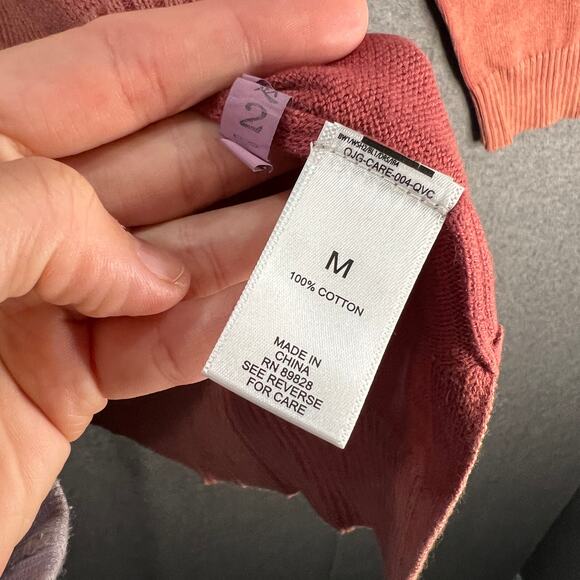 2
OJG-CARE-004-QVC
M
100% COTTON
MADE IN
CHINA
RN 89828
SEE REVERSE
FOR CARE